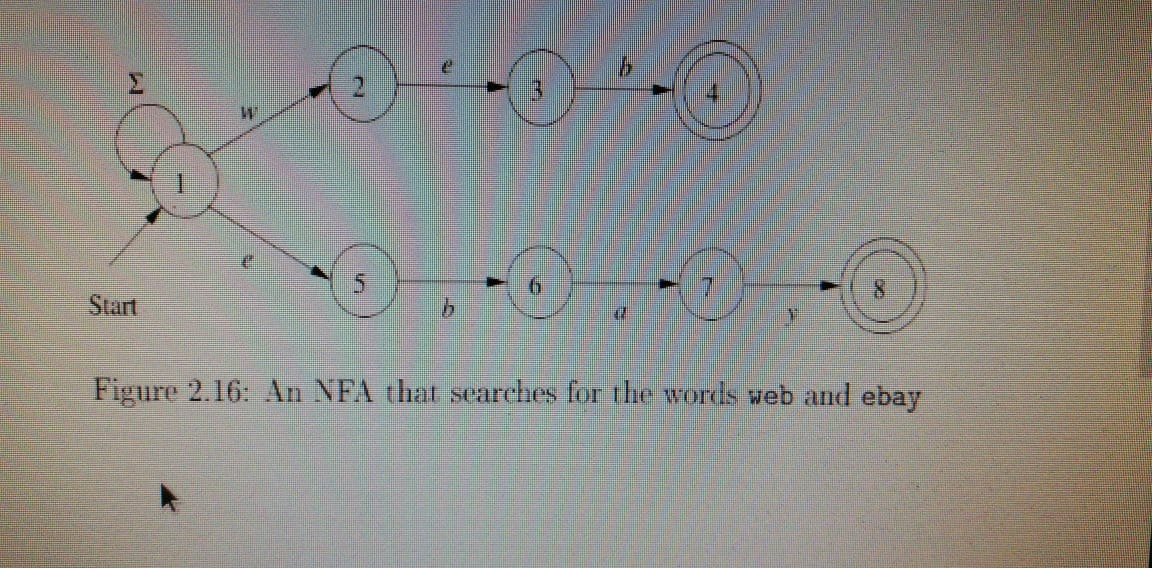 Σ
w
2
e
3
b
4
1
e
5
b
6
a
7
y
8
Start
Figure 2.16: An NFA that searches for the words web and ebay